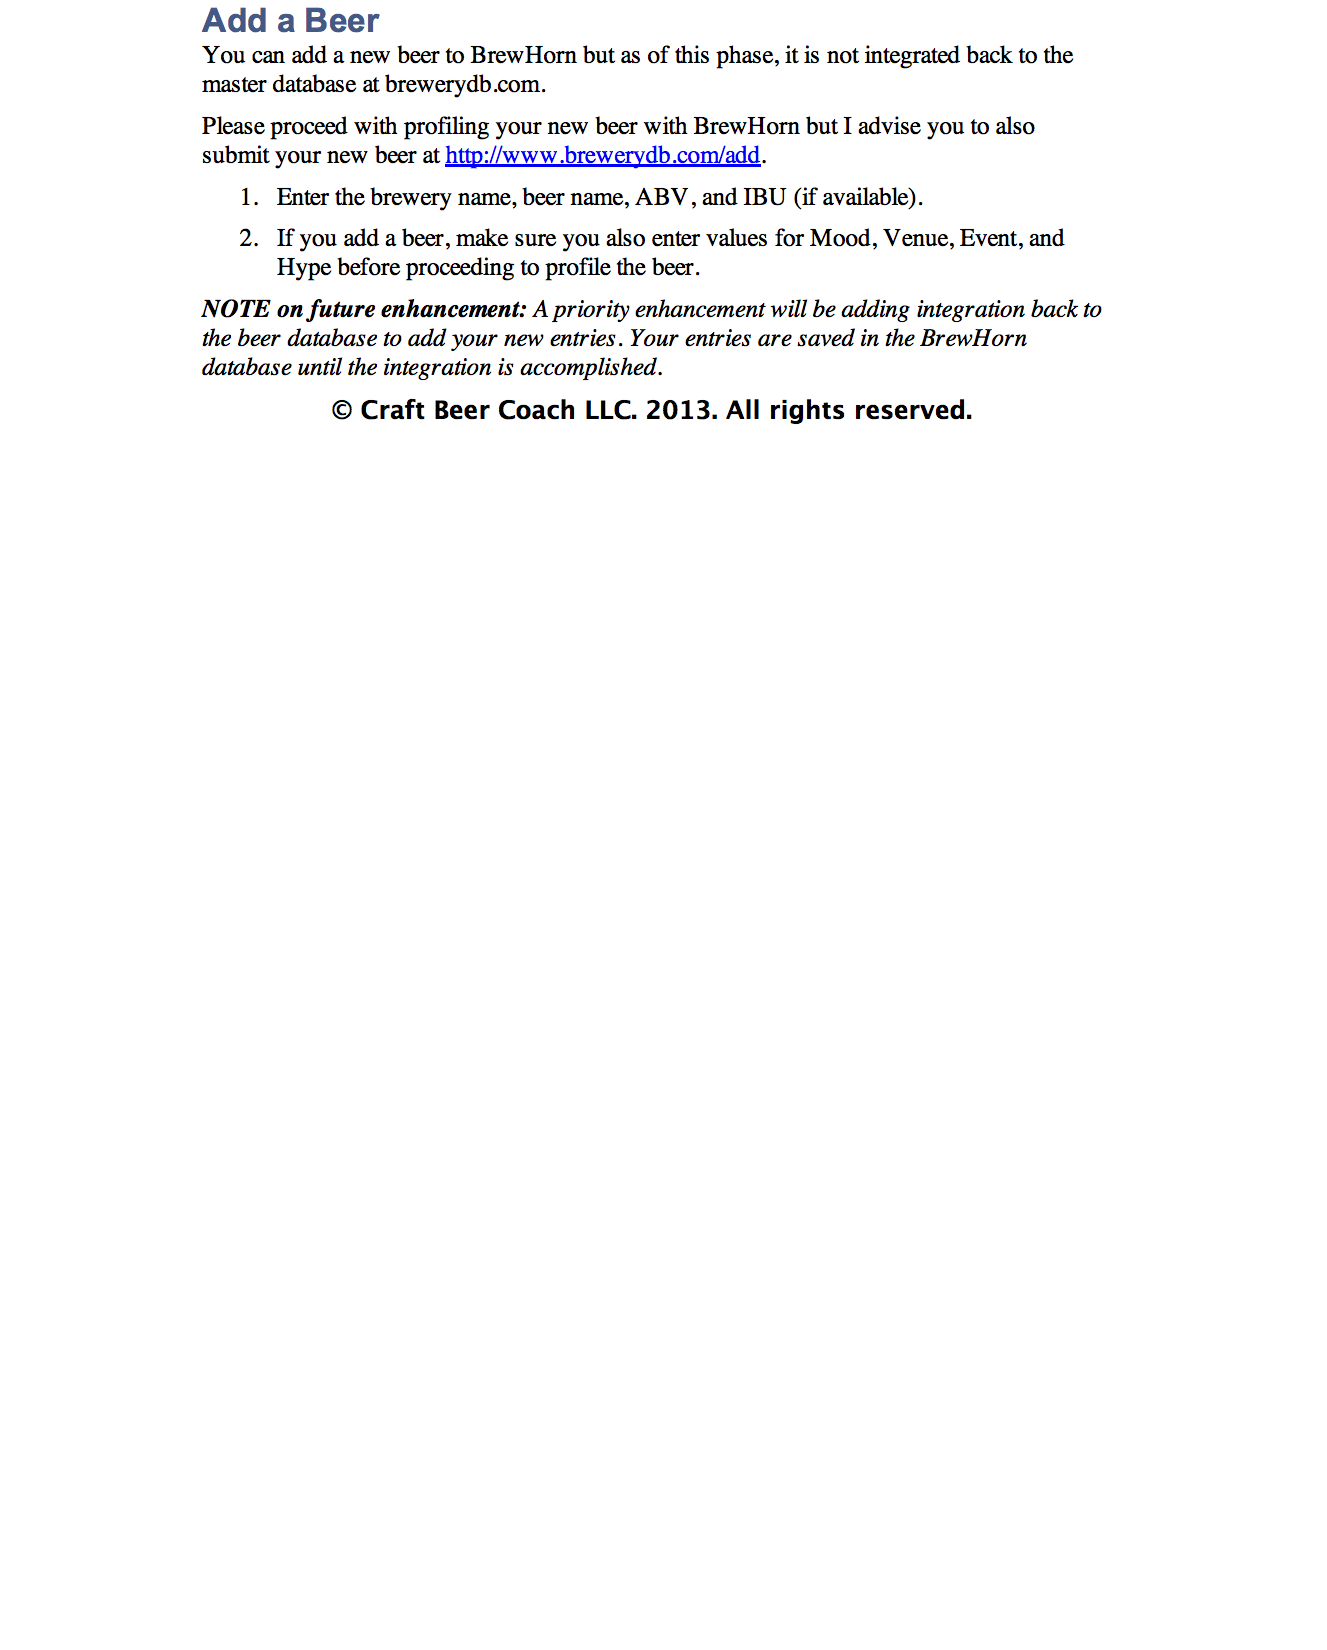 Add a Beer
You can add a new beer to BrewHorn but as of this phase, it is not integrated back to the
master database at brewerydb.com.
Please proceed with profiling your new beer with BrewHorn but I advise you to also
submit your new beer at http://www.brewerydb.com/add.
1. Enter the brewery name, beer name, ABV, and IBU (if available).
2. If you add a beer, make sure you also enter values for Mood, Venue, Event, and
Hype before proceeding to profile the beer.
NOTE on future enhancement: A priority enhancement will be adding integration back to
the beer database to add your new entries. Your entries are saved in the BrewHorn
database until the integration is accomplished.
© Craft Beer Coach LLC. 2013. All rights reserved.